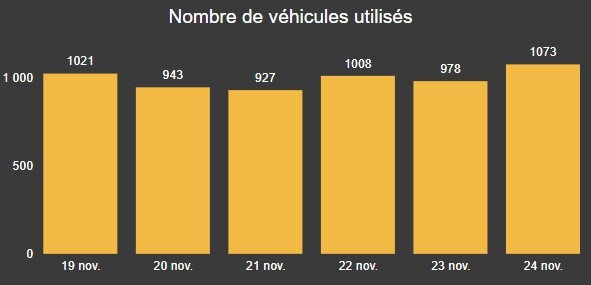 Nombre de véhicules utilisés
1021
943
927
1008
978
1073
1 000
500
0
19 nov.
20 nov.
21 nov.
22 nov.
23 nov.
24 nov.